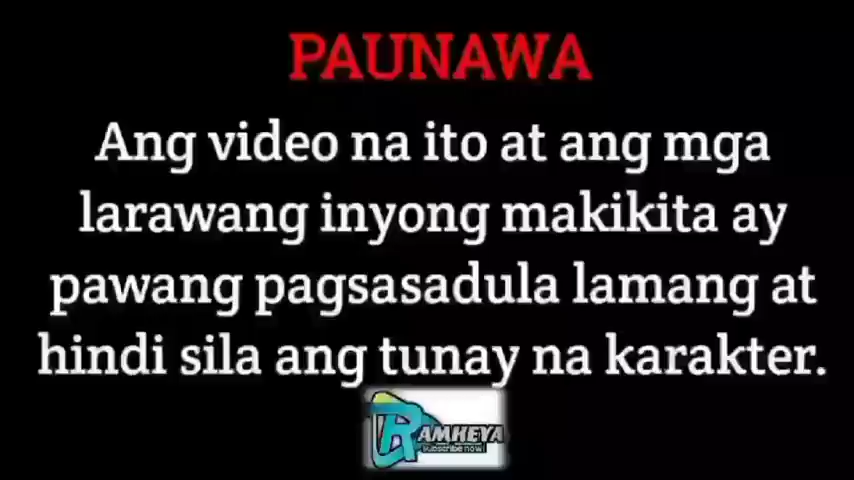 PAUNAWA
Ang video na ito at ang mga
larawang inyong makikita ay
pawang pagsasadula lamang at
hindi sila ang tunay na karakter.
RAMHEYA
Subscribe now!